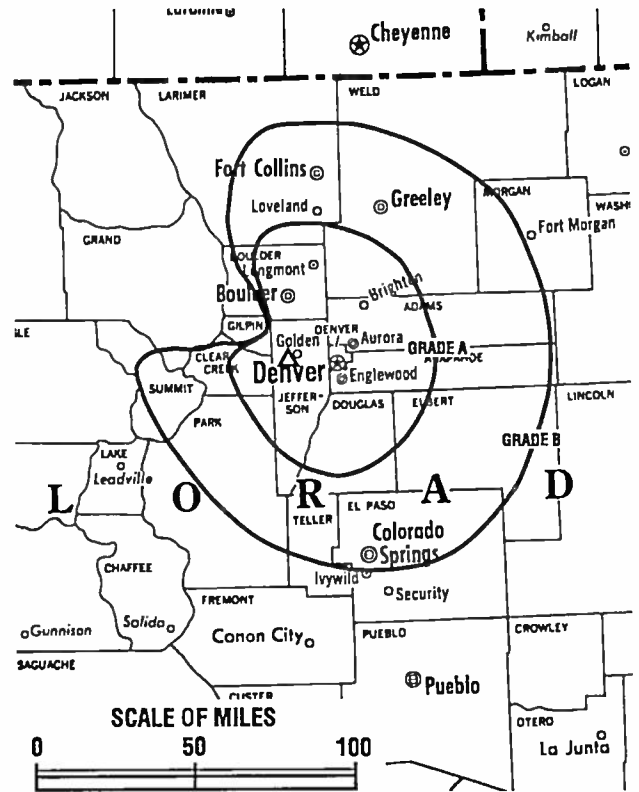 Cheyenne
Kimball
JACKSON
LARIMER
WELD
LOGAN
Fort Collins
Greeley
MORGAN
Loveland
Fort Morgan
GRAND
BOULDER
Longmont
Boulder
Brighton
ADAMS
GILPIN
DENVER
Golden
Aurora
GRADE A
CLEAR
CREEK
Denver
Englewood
SUMMIT
JEFFER-
SON
DOUGLAS
ELBERT
LINCOLN
PARK
GRADE B
LAKE
Leadville
L O R A D
TELLER
EL PASO
Colorado
Springs
CHAFFEE
Ivywild
Security
FREMONT
Gunnison
Salida
Canon City
PUEBLO
CROWLEY
SAGUACHE
Pueblo
CUSTER
SCALE OF MILES
OTERO
0 50 100
La Junta